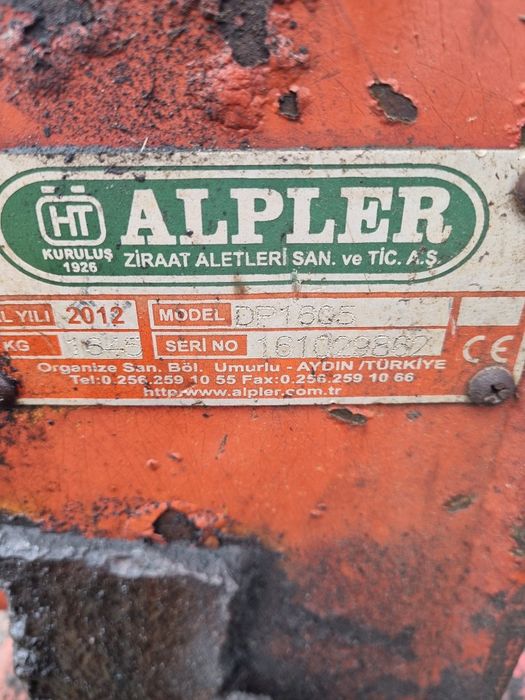 HT
KURULUŞ
1926
ALPLER
ZİRAAT ALETLERİ SAN. ve TİC. A.Ş.
L YILI 2012 MODEL
KG 1645 SERİ NO
CE
Organize San. Böl. Umurlu - AYDIN /TÜRKİYE
Tel:0.256.259 10 55 Fax:0.256.259 10 66
http:www.alpler.com.tr